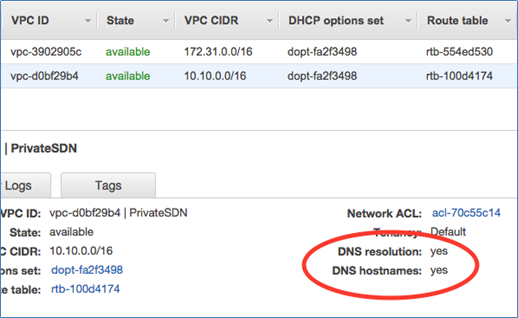 VPC ID State VPC CIDR DHCP options set Route table
vpc-3902905c available 172.31.0.0/16 dopt-fa2f3498 rtb-554ed530
vpc-d0bf29b4 available 10.10.0.0/16 dopt-fa2f3498 rtb-100d4174
| PrivateSDN
Logs Tags
VPC ID: vpc-d0bf29b4 | PrivateSDN Network ACL: acl-70c55c14
State: available Tenancy: Default
C CIDR: 10.10.0.0/16 DNS resolution: yes
ons set: dopt-fa2f3498 DNS hostnames: yes
te table: rtb-100d4174